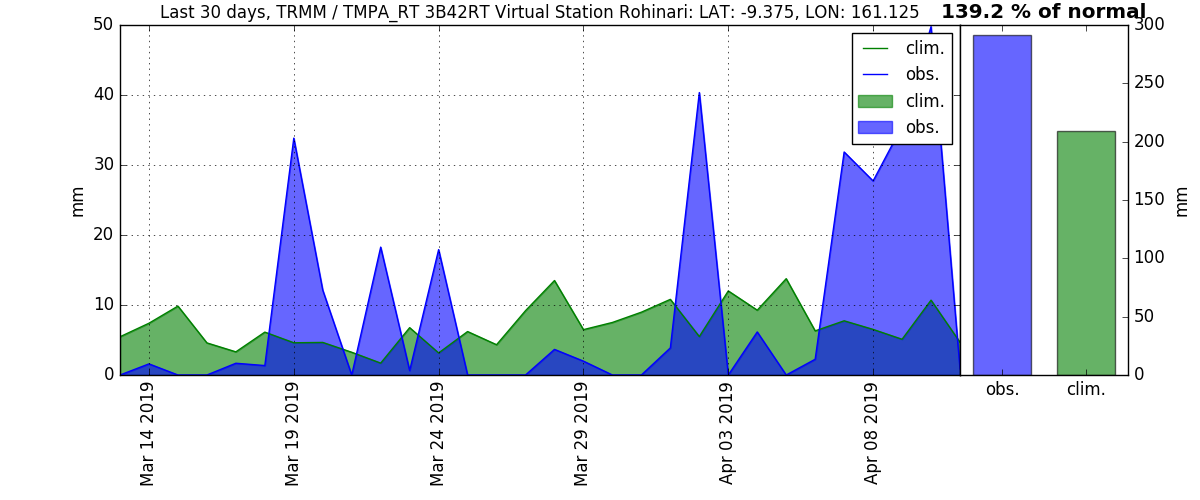 Last 30 days, TRMM / TMPA_RT 3B42RT Virtual Station Rohinari: LAT: -9.375, LON: 161.125
139.2 % of normal
50
40
30
20
10
0
mm
clim.
obs.
clim.
obs.
300
250
200
150
100
50
0
mm
Mar 14 2019
Mar 19 2019
Mar 24 2019
Mar 29 2019
Apr 03 2019
Apr 08 2019
obs.
clim.